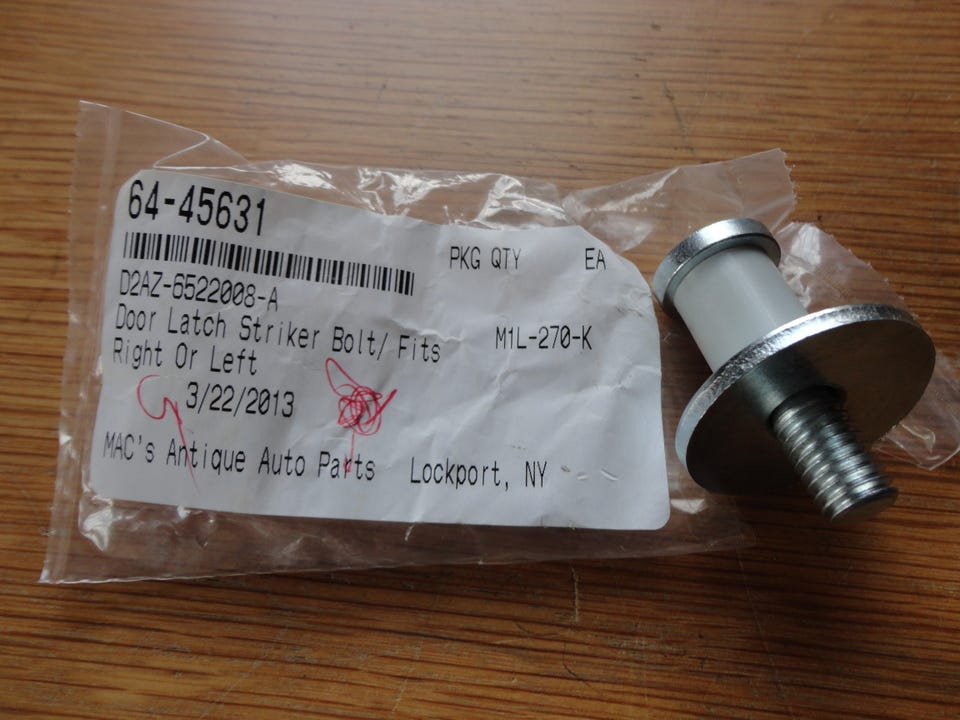 64-45631
PKG QTY EA
D2AZ-6522008-A
Door Latch Striker Bolt/ Fits M1L-270-K
Right Or Left
3/22/2013
MAC's Antique Auto Parts Lockport, NY